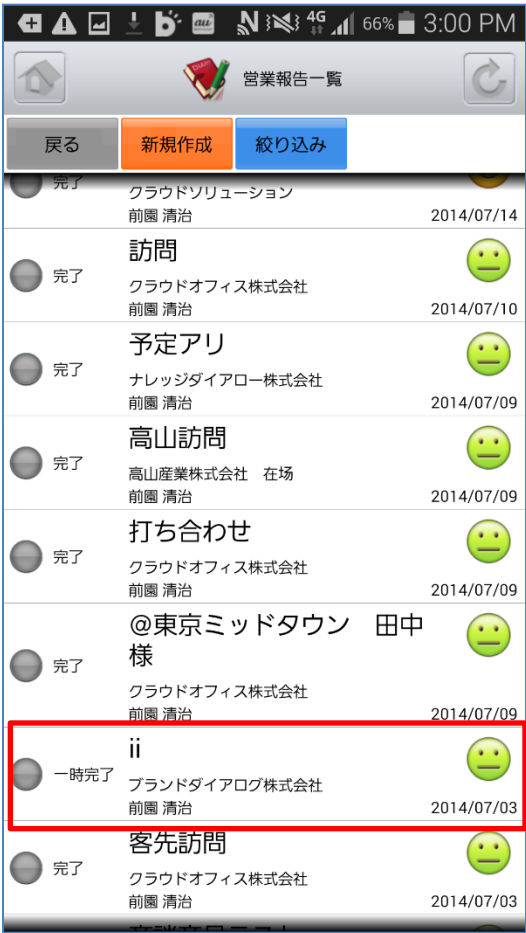 au
4G
66%
3:00 PM
営業報告一覧
戻る
新規作成
絞り込み
完了
クラウドソリューション
前園 清治
2014/07/14
訪問
完了
クラウドオフィス株式会社
前園 清治
2014/07/10
予定アリ
完了
ナレッジダイアロー株式会社
前園 清治
2014/07/09
高山訪問
完了
高山産業株式会社　在场
前園 清治
2014/07/09
打ち合わせ
完了
クラウドオフィス株式会社
前園 清治
2014/07/09
@東京ミッドタウン　田中
様
完了
クラウドオフィス株式会社
前園 清治
2014/07/09
ii
一時完了
ブランドダイアログ株式会社
前園 清治
2014/07/03
客先訪問
完了
クラウドオフィス株式会社
前園 清治
2014/07/03